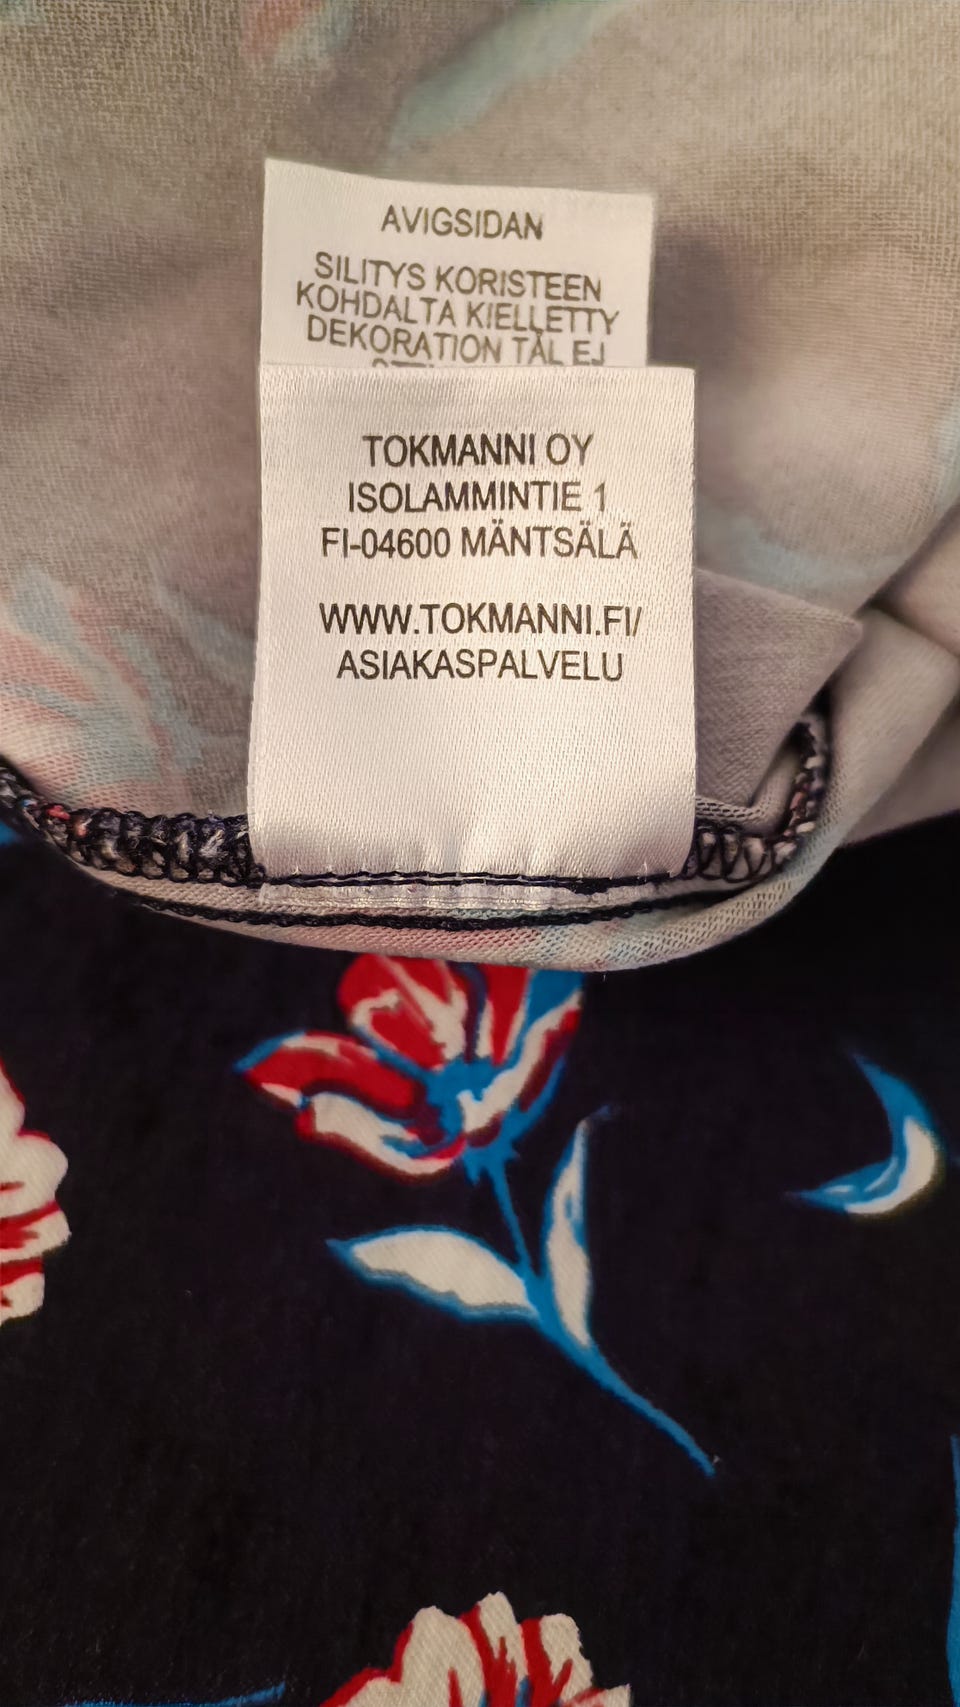 AVIGSIDAN
SILITYS KORISTEEN
KOHDALTA KIELLETTY
DEKORATION TÅL EJ
TOKMANNI OY
ISOLAMMINTIE 1
FI-04600 MÄNTSÄLÄ
WWW.TOKMANNI.FI/
ASIAKASPALVELU